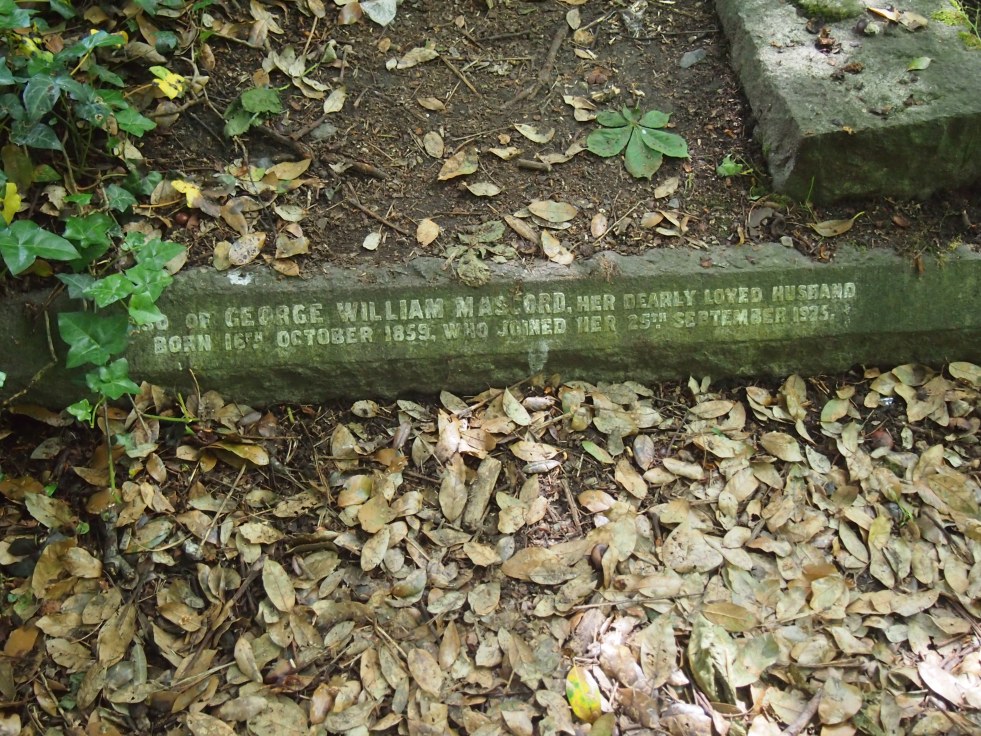 OF GEORGE WILLIAM MASFORD, HER DEARLY LOVED HUSBAND
BORN 16TH OCTOBER 1859, WHO JOINED HER 25TH SEPTEMBER 1925.